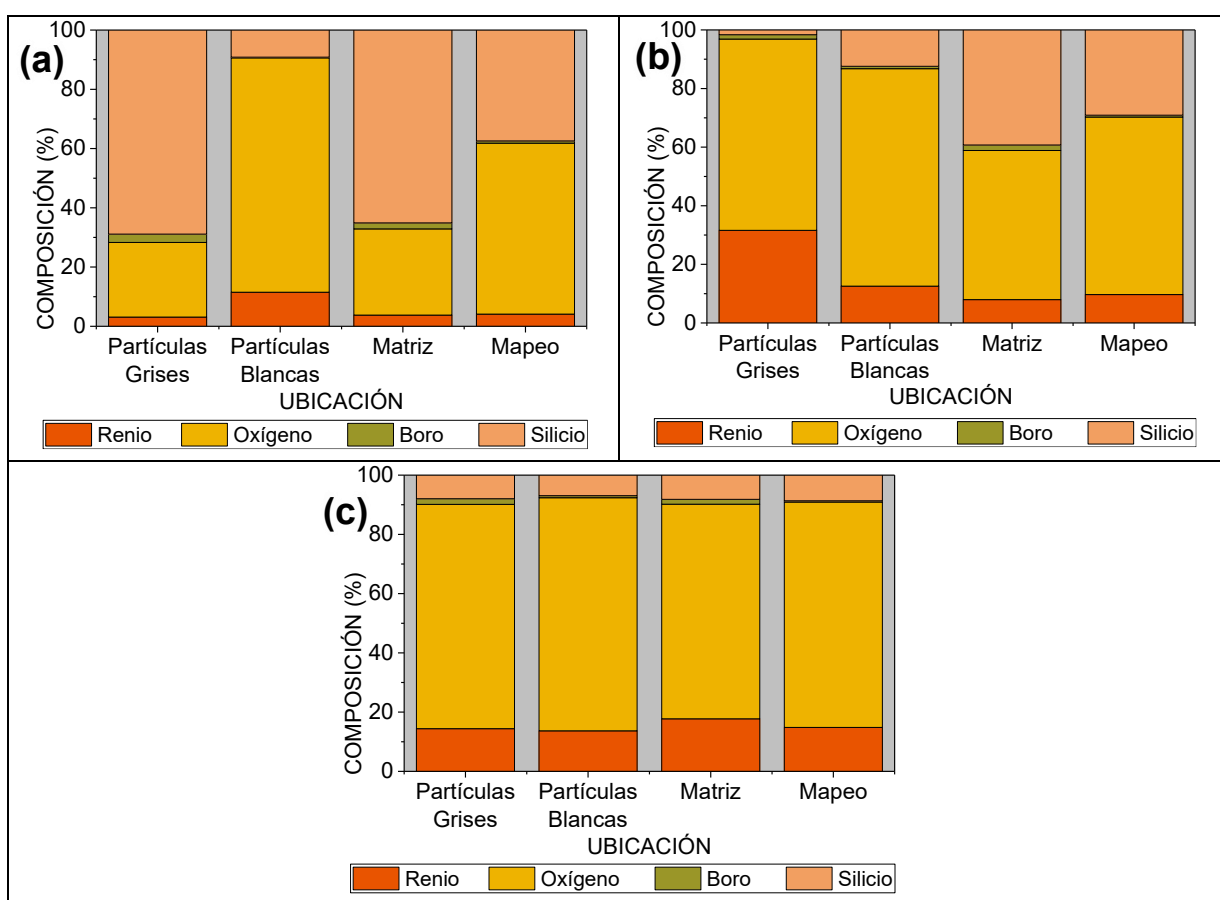 (a)
COMPOSICIÓN (%)
100
80
60
40
20
0
Partículas Grises
Partículas Blancas
Matriz
Mapeo
UBICACIÓN
Renio Oxígeno Boro Silicio
(b)
COMPOSICIÓN (%)
100
80
60
40
20
0
Partículas Grises
Partículas Blancas
Matriz
Mapeo
UBICACIÓN
Renio Oxígeno Boro Silicio
(c)
COMPOSICIÓN (%)
100
80
60
40
20
0
Partículas Grises
Partículas Blancas
Matriz
Mapeo
UBICACIÓN
Renio Oxígeno Boro Silicio